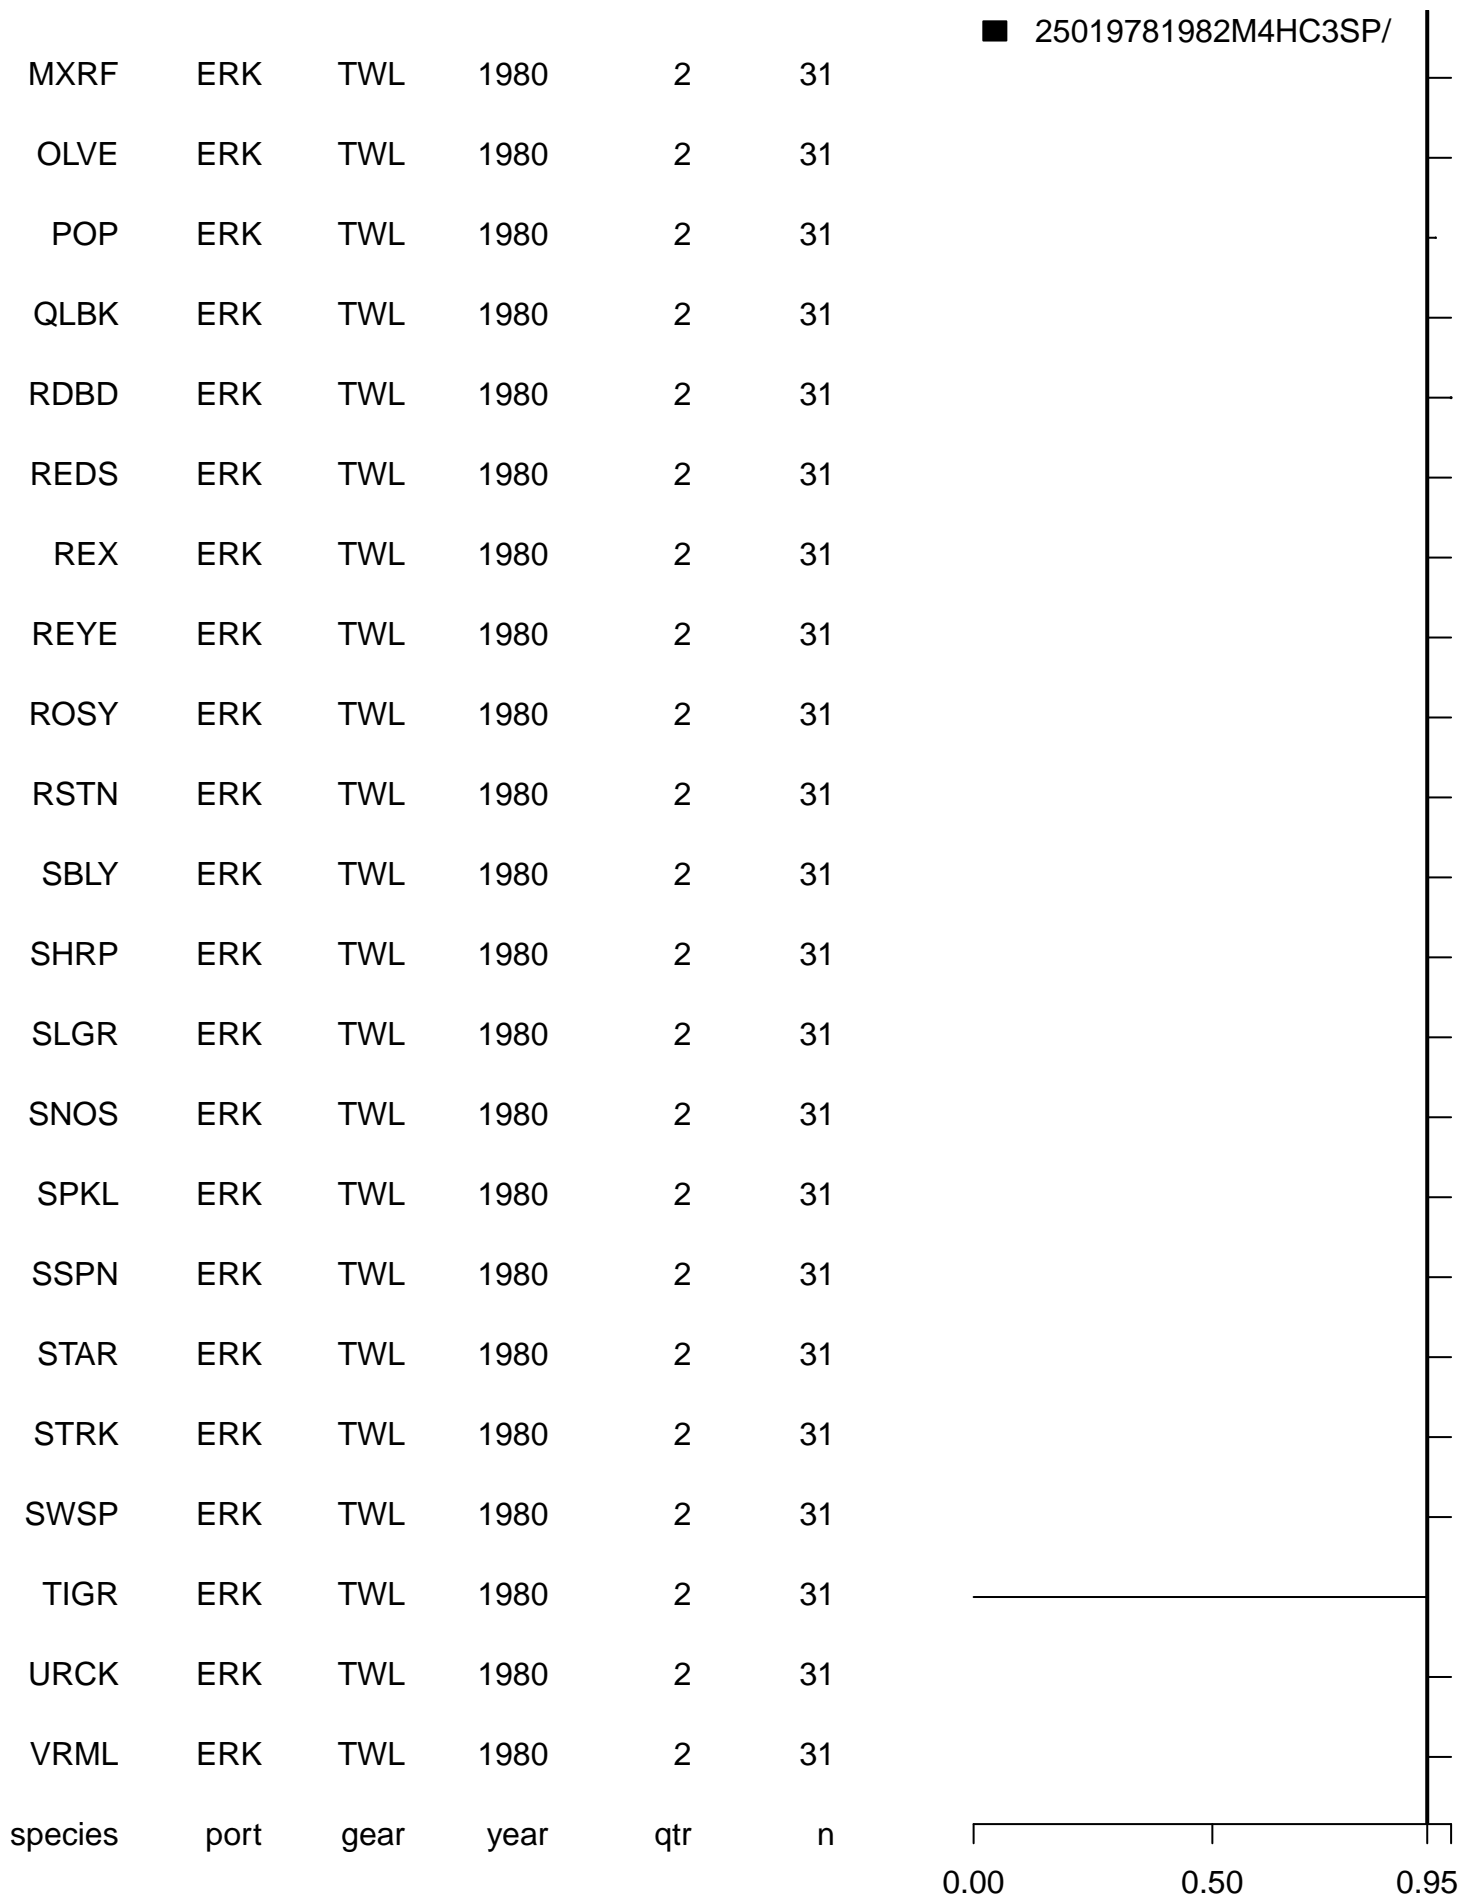 25019781982M4HC3SP/
MXRF ERK TWL 1980 2 31
OLVE ERK TWL 1980 2 31
POP ERK TWL 1980 2 31
QLBK ERK TWL 1980 2 31
RDBD ERK TWL 1980 2 31
REDS ERK TWL 1980 2 31
REX ERK TWL 1980 2 31
REYE ERK TWL 1980 2 31
ROSY ERK TWL 1980 2 31
RSTN ERK TWL 1980 2 31
SBLY ERK TWL 1980 2 31
SHRP ERK TWL 1980 2 31
SLGR ERK TWL 1980 2 31
SNOS ERK TWL 1980 2 31
SPKL ERK TWL 1980 2 31
SSPN ERK TWL 1980 2 31
STAR ERK TWL 1980 2 31
STRK ERK TWL 1980 2 31
SWSP ERK TWL 1980 2 31
TIGR ERK TWL 1980 2 31
URCK ERK TWL 1980 2 31
VRML ERK TWL 1980 2 31
species port gear year qtr n
0.00 0.50 0.95